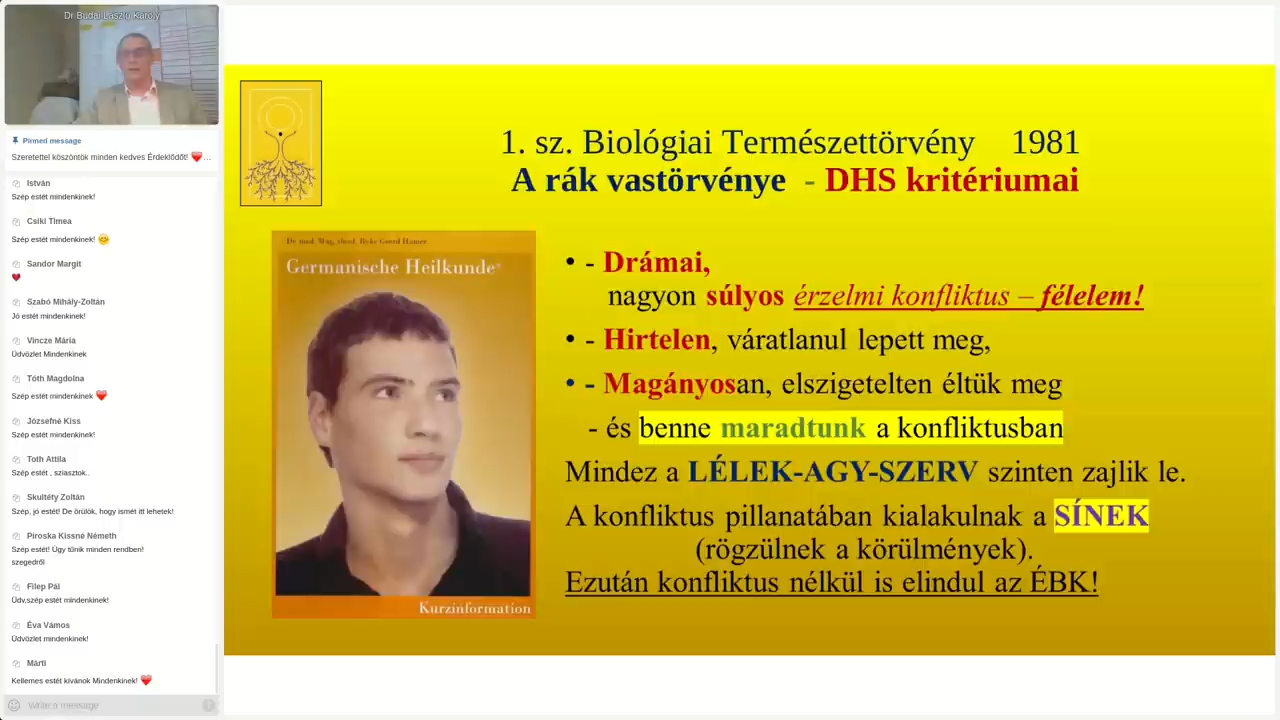 Dr Budai László Károly
Pinned message
Szeretettel köszöntök minden kedves Érdeklődőt! ❤️...
István
Szép estét mindenkinek!
Csíki Tímea
Szép estét mindenkinek! 🌞
Sandor Margit
♥
Szabó Mihály-Zoltán
Jó estét mindenkinek!
Vincze Mária
Üdvözlet Mindenkinek
Tóth Magdolna
Szép estét mindenkinek ❤️
Józsefné Kiss
Szép estét mindenkinek!
Toth Attila
Szép estét , sziasztok..
Skultéty Zoltán
Szép, jó estét! De örülök, hogy ismét itt lehetek!
Piroska Kissné Németh
Szép estét! Úgy tűnik minden rendben!
szegedről
Filep Pál
Üdv,szép estét mindenkinek!
Éva Vámos
Üdvözlet mindenkinek!
Márti
Kellemes estét kívánok Mindenkinek! ❤️
Write a message
1. sz. Biológiai Természettörvény 1981
A rák vastörvénye - DHS kritériumai
Dr. med. Mag. theol. Ryke Geerd Hamer
Germanische Heilkunde®
Kurzinformation
• - Drámai,
nagyon súlyos érzelmi konfliktus – félelem!
• - Hirtelen, váratlanul lepett meg,
• - Magányosan, elszigetelten éltük meg
- és benne maradtunk a konfliktusban
Mindez a LÉLEK-AGY-SZERV szinten zajlik le.
A konfliktus pillanatában kialakulnak a SÍNEK
(rögzülnek a körülmények).
Ezután konfliktus nélkül is elindul az ÉBK!